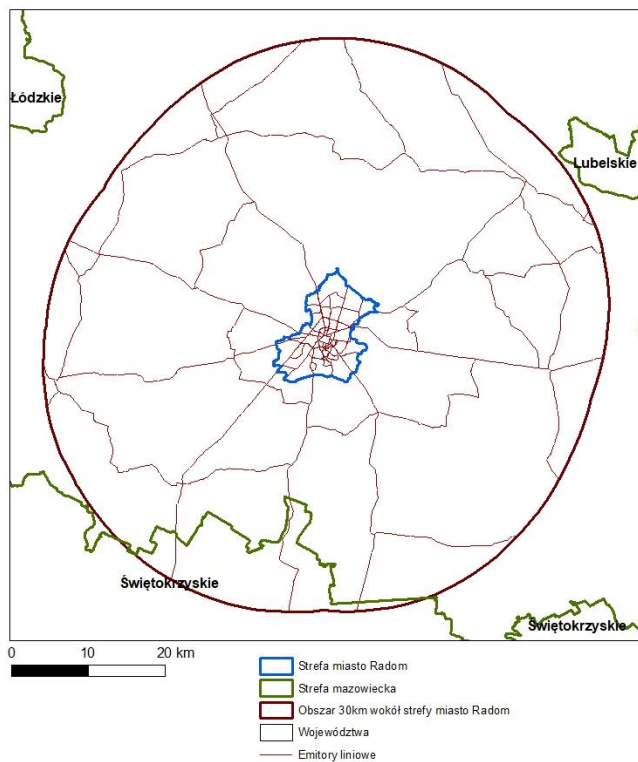 Łódzkie
Lubelskie
Świętokrzyskie
Świętokrzyskie
0 10 20 km
Strefa miasto Radom
Strefa mazowiecka
Obszar 30km wokół strefy miasto Radom
Województwa
Emitory liniowe